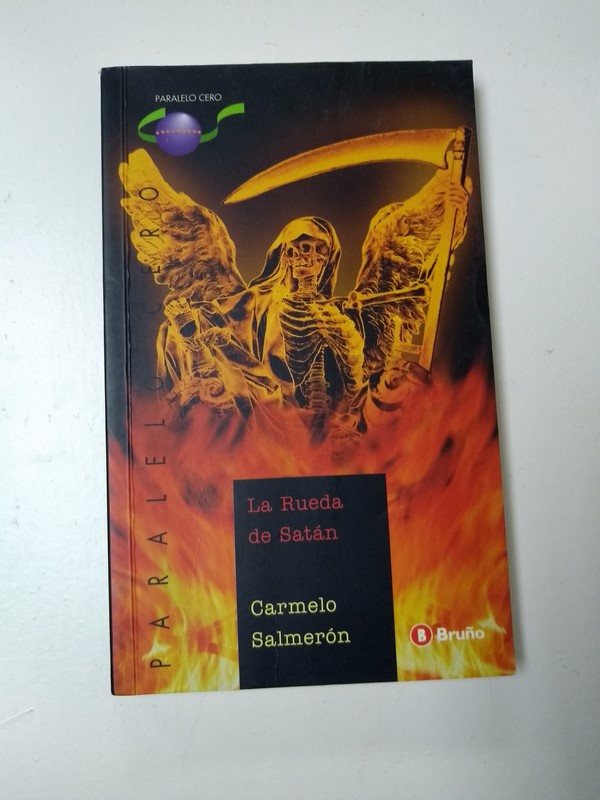 PARALELO CERO
PARALELO CERO
La Rueda
de Satán
Carmelo
Salmerón
B Bruño